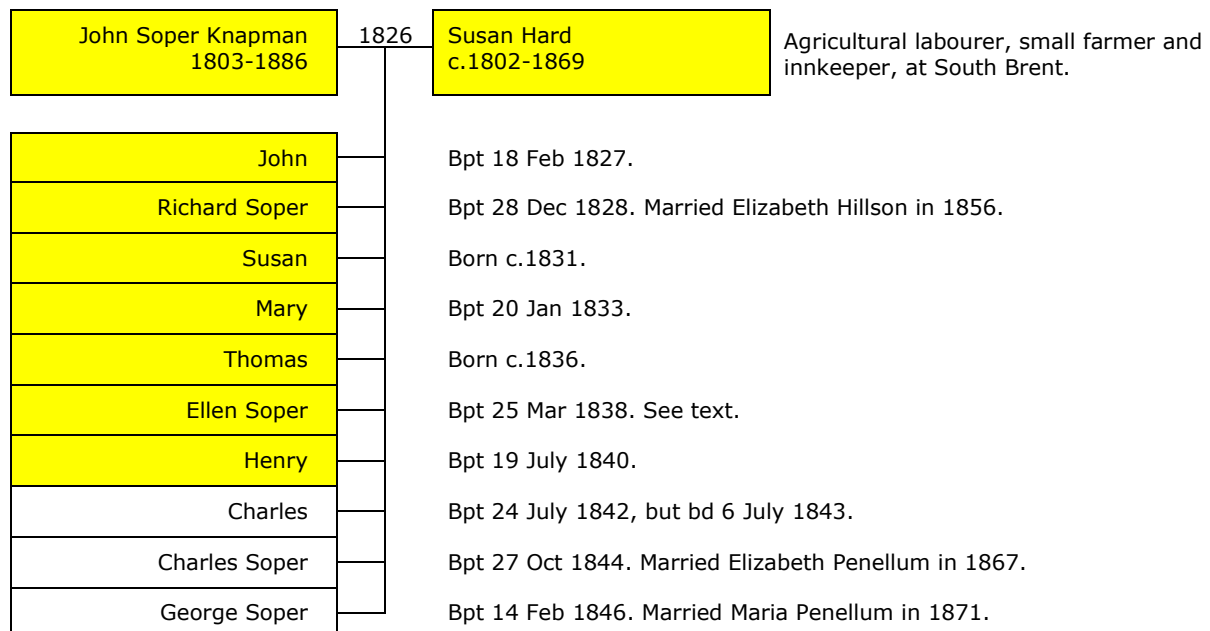 John Soper Knapman
1803-1886
1826
Susan Hard
c.1802-1869
Agricultural labourer, small farmer and
innkeeper, at South Brent.
John
Bpt 18 Feb 1827.
Richard Soper
Bpt 28 Dec 1828. Married Elizabeth Hillson in 1856.
Susan
Born c.1831.
Mary
Bpt 20 Jan 1833.
Thomas
Born c.1836.
Ellen Soper
Bpt 25 Mar 1838. See text.
Henry
Bpt 19 July 1840.
Charles
Bpt 24 July 1842, but bd 6 July 1843.
Charles Soper
Bpt 27 Oct 1844. Married Elizabeth Penellum in 1867.
George Soper
Bpt 14 Feb 1846. Married Maria Penellum in 1871.